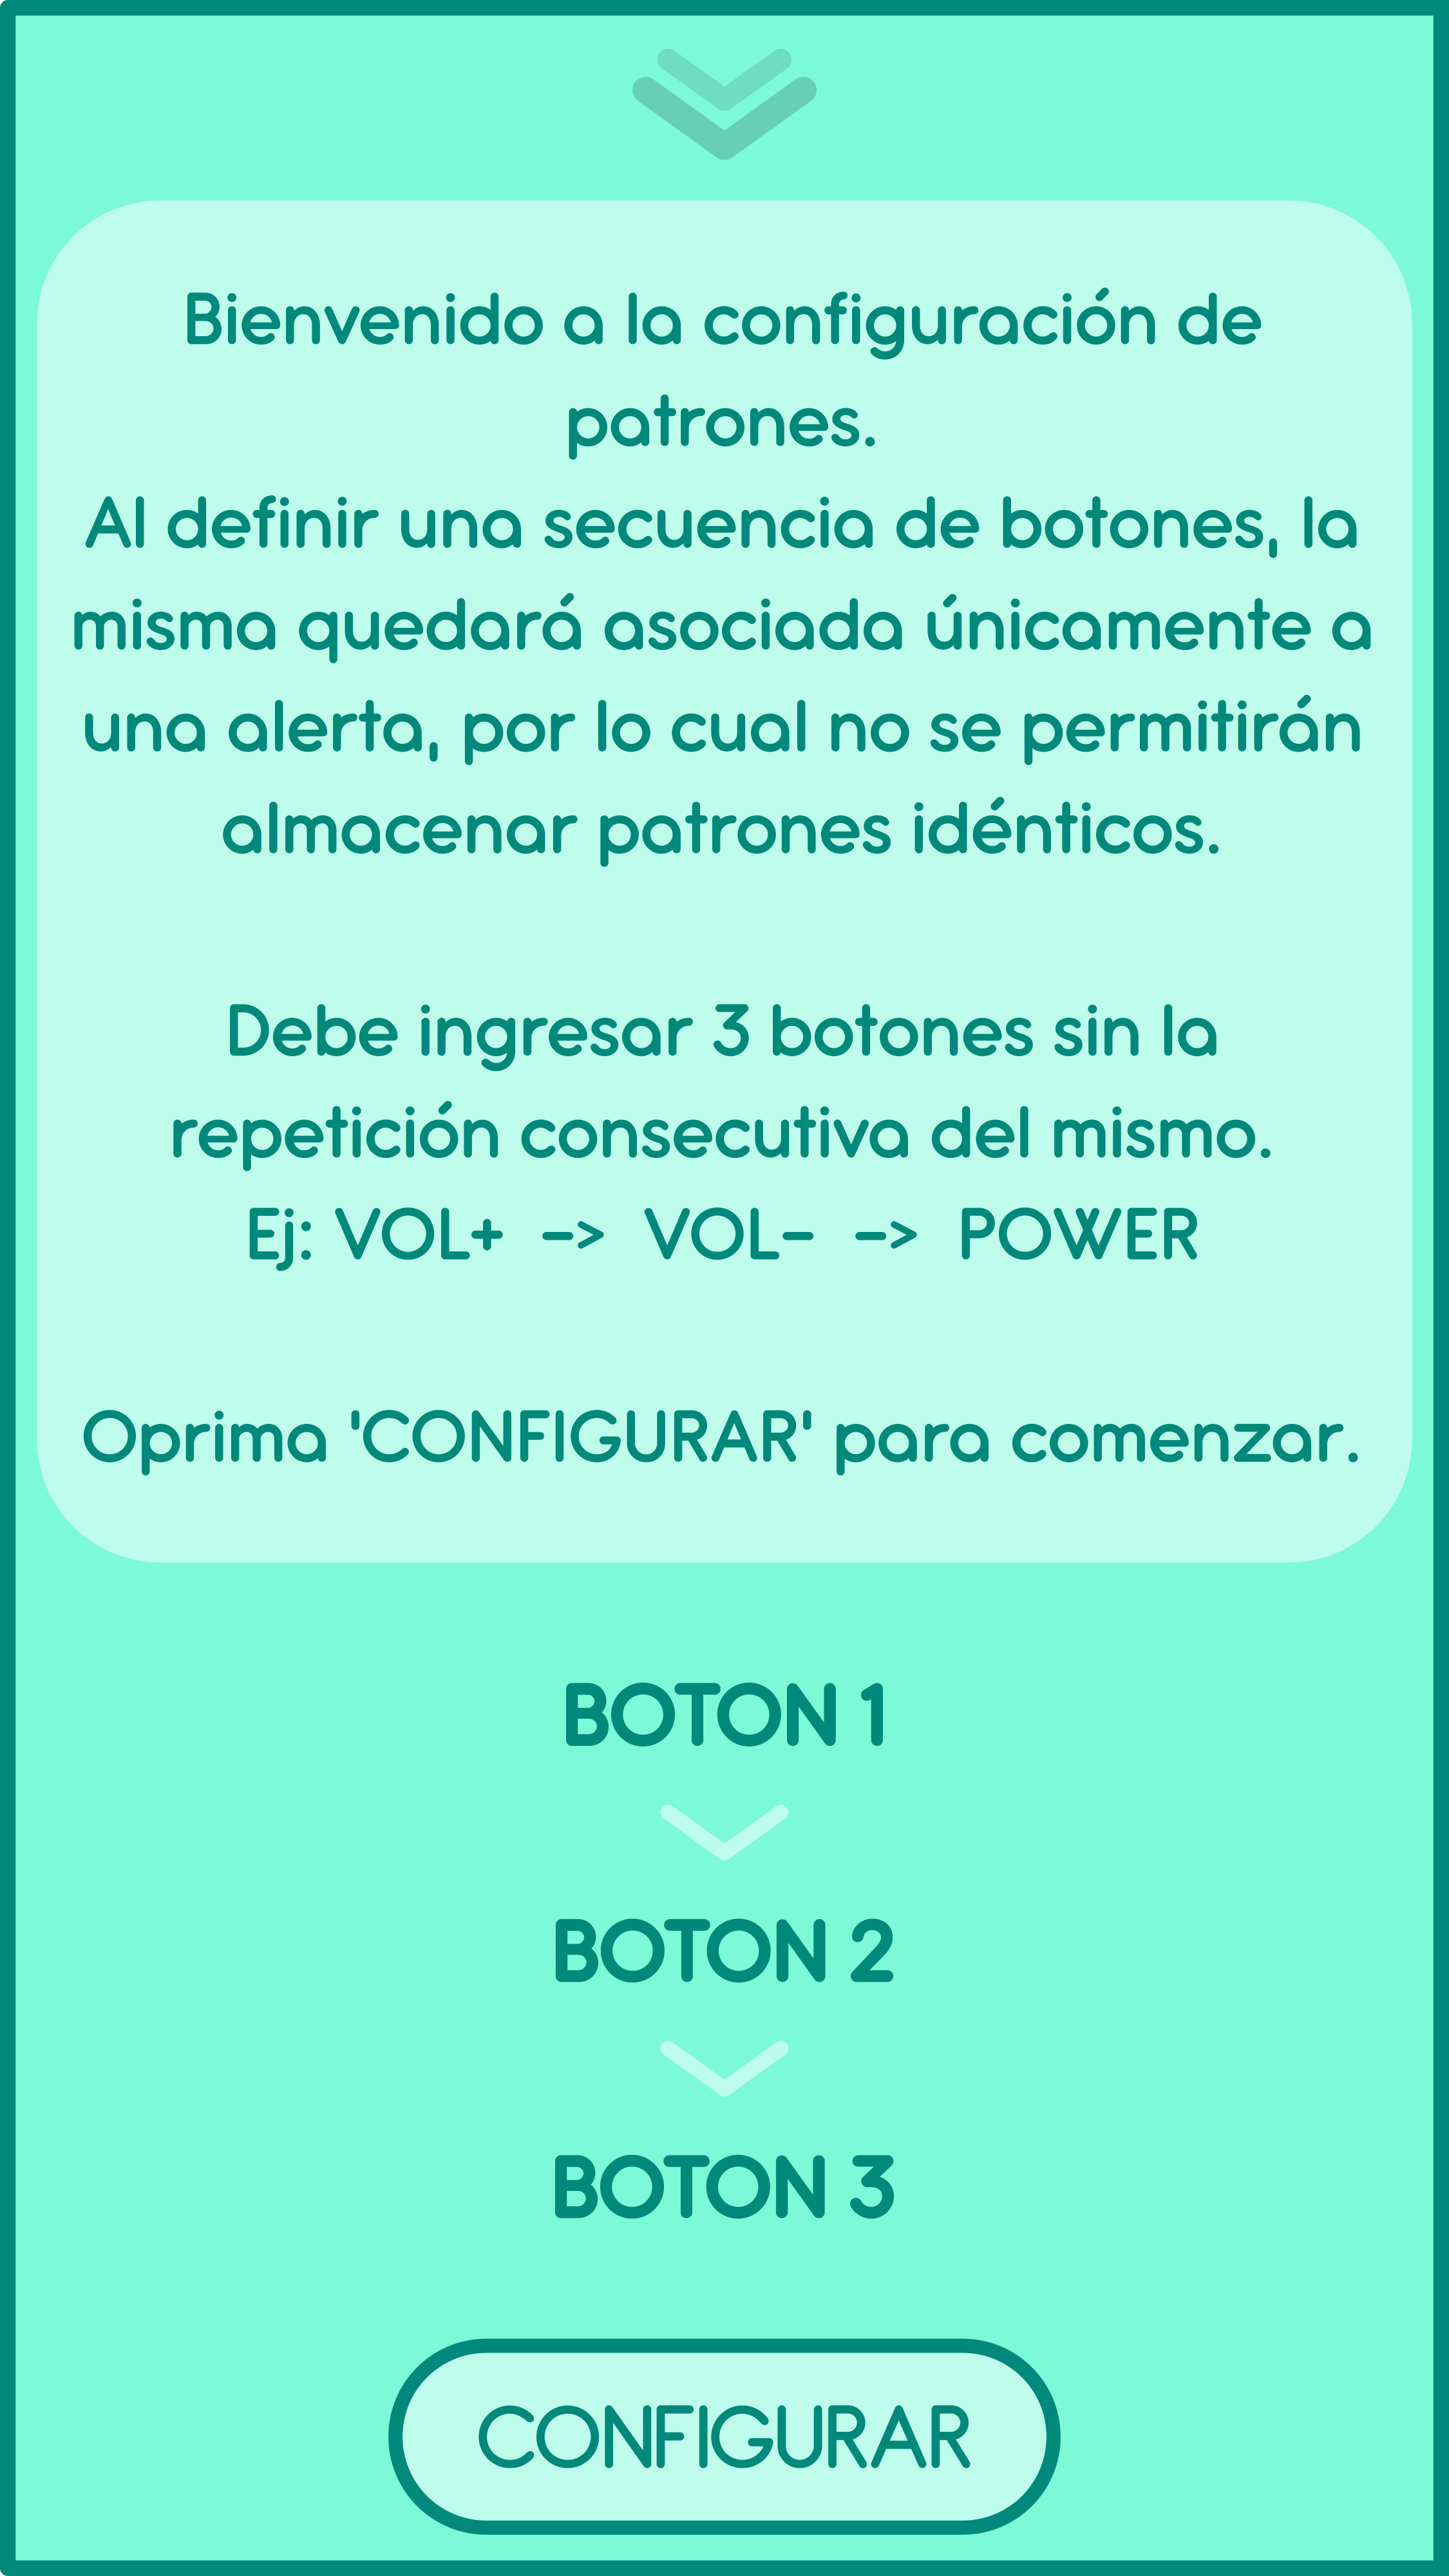 Bienvenido a la configuración de
patrones.
Al definir una secuencia de botones, la
misma quedará asociada únicamente a
una alerta, por lo cual no se permitirán
almacenar patrones idénticos.
Debe ingresar 3 botones sin la
repetición consecutiva del mismo.
Ej: VOL+ -> VOL- -> POWER
Oprima 'CONFIGURAR' para comenzar.
BOTON 1
BOTON 2
BOTON 3
CONFIGURAR